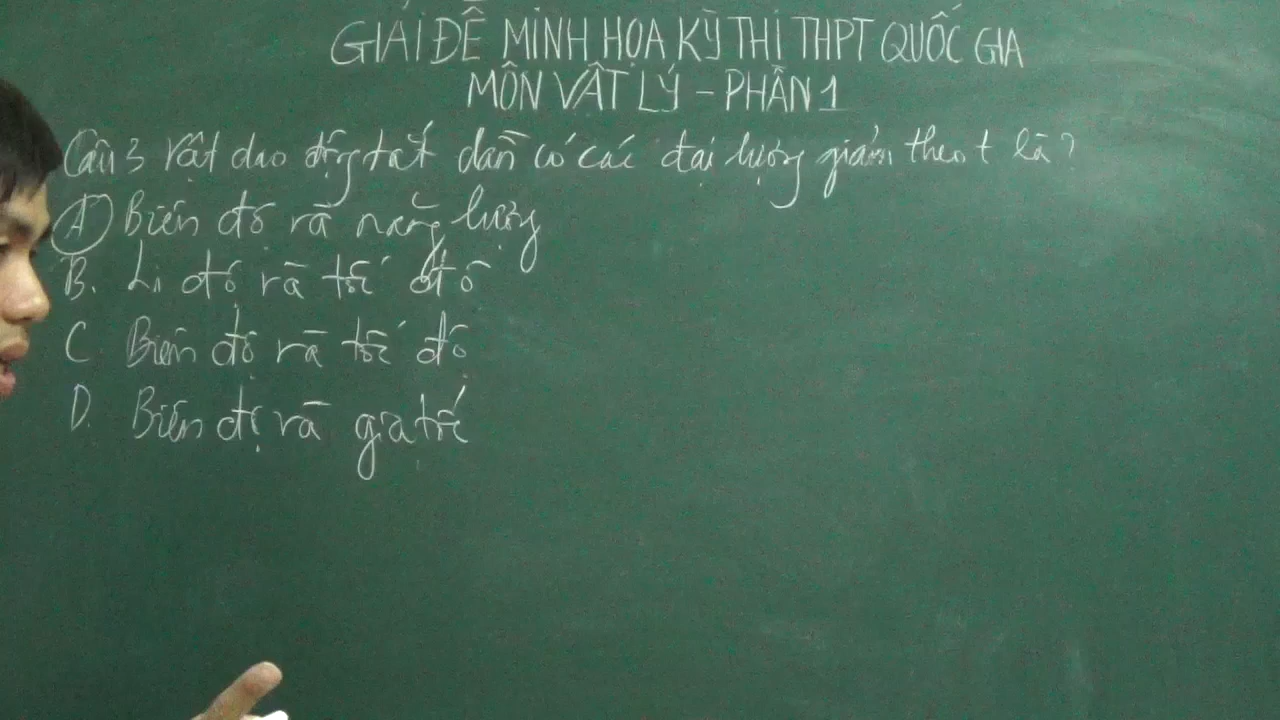 GIẢI ĐỀ MINH HỌA KỲ THI THPT QUỐC GIA
MÔN VẬT LÝ - PHẦN 1
Câu 3 Vật dao động tắt dần có các đại lượng giảm theo t là?
A Biên độ và năng lượng
B. Li độ và tốc độ
C Biên độ và tốc độ
D. Biên độ và gia tốc